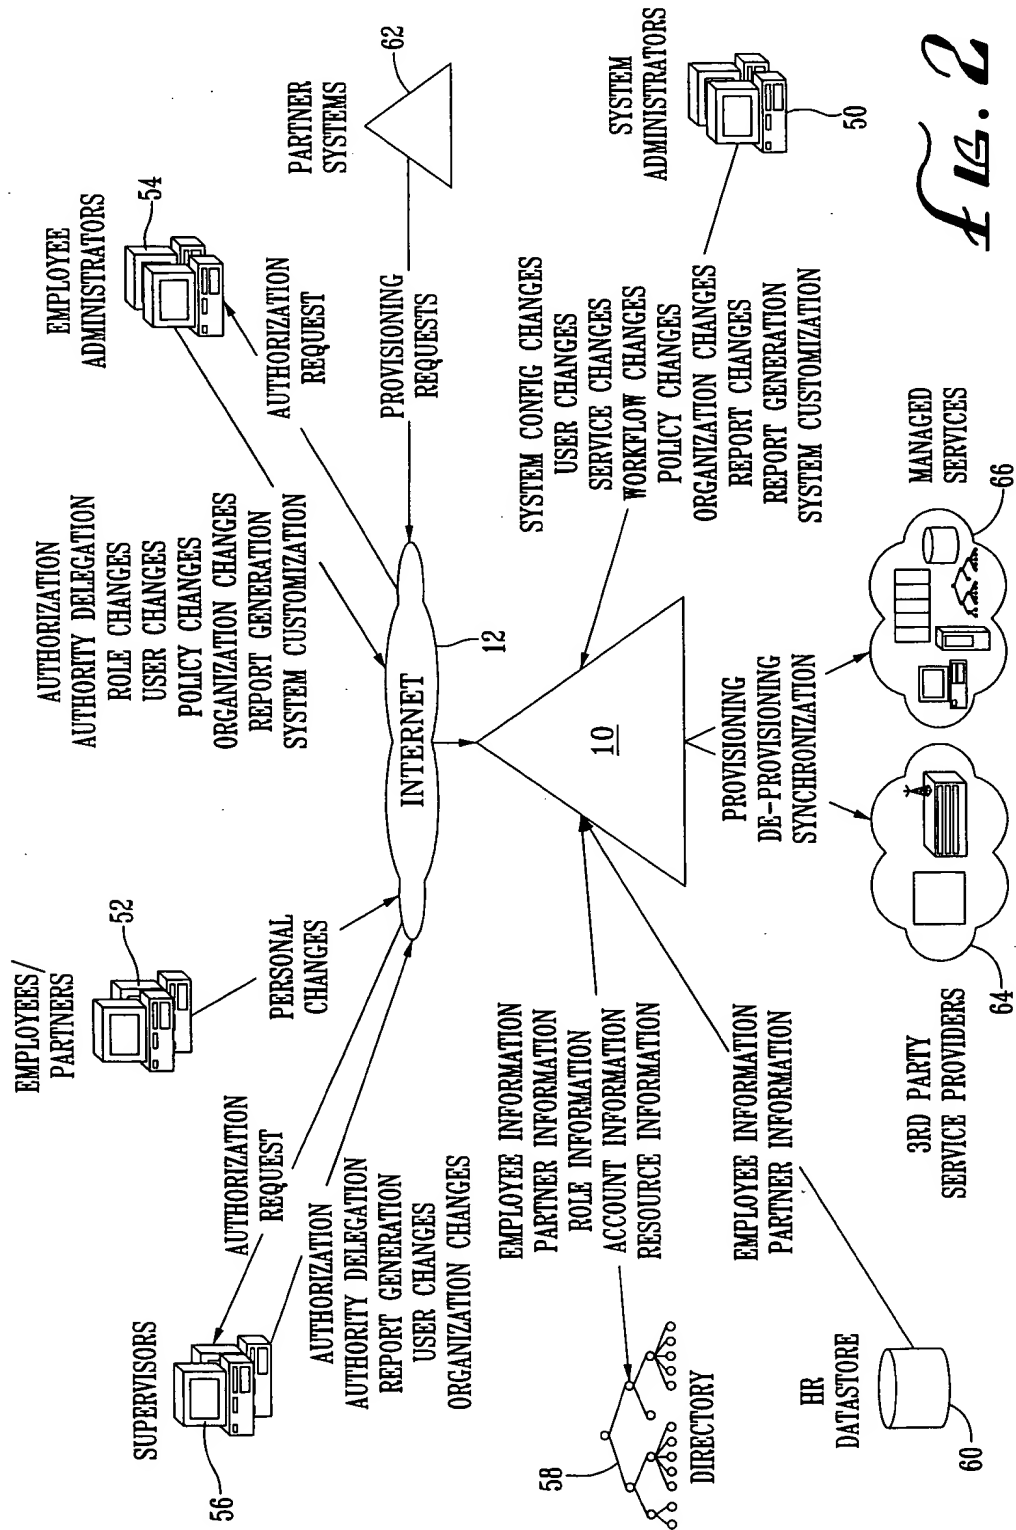 SUPERVISORS
56
AUTHORIZATION
REQUEST
AUTHORIZATION
AUTHORITY DELEGATION
REPORT GENERATION
USER CHANGES
ORGANIZATION CHANGES
EMPLOYEES/
PARTNERS
52
PERSONAL
CHANGES
AUTHORIZATION
AUTHORITY DELEGATION
ROLE CHANGES
USER CHANGES
POLICY CHANGES
ORGANIZATION CHANGES
REPORT GENERATION
SYSTEM CUSTOMIZATION
EMPLOYEE
ADMINISTRATORS
54
AUTHORIZATION
REQUEST
PARTNER
SYSTEMS
62
PROVISIONING
REQUESTS
INTERNET
12
58
DIRECTORY
EMPLOYEE INFORMATION
PARTNER INFORMATION
ROLE INFORMATION
ACCOUNT INFORMATION
RESOURCE INFORMATION
10
SYSTEM CONFIG CHANGES
USER CHANGES
SERVICE CHANGES
WORKFLOW CHANGES
POLICY CHANGES
ORGANIZATION CHANGES
REPORT CHANGES
REPORT GENERATION
SYSTEM CUSTOMIZATION
SYSTEM
ADMINISTRATORS
50
HR
DATASTORE
60
EMPLOYEE INFORMATION
PARTNER INFORMATION
PROVISIONING
DE-PROVISIONING
SYNCHRONIZATION
3RD PARTY
SERVICE PROVIDERS
64
MANAGED
SERVICES
66
FIG. 2